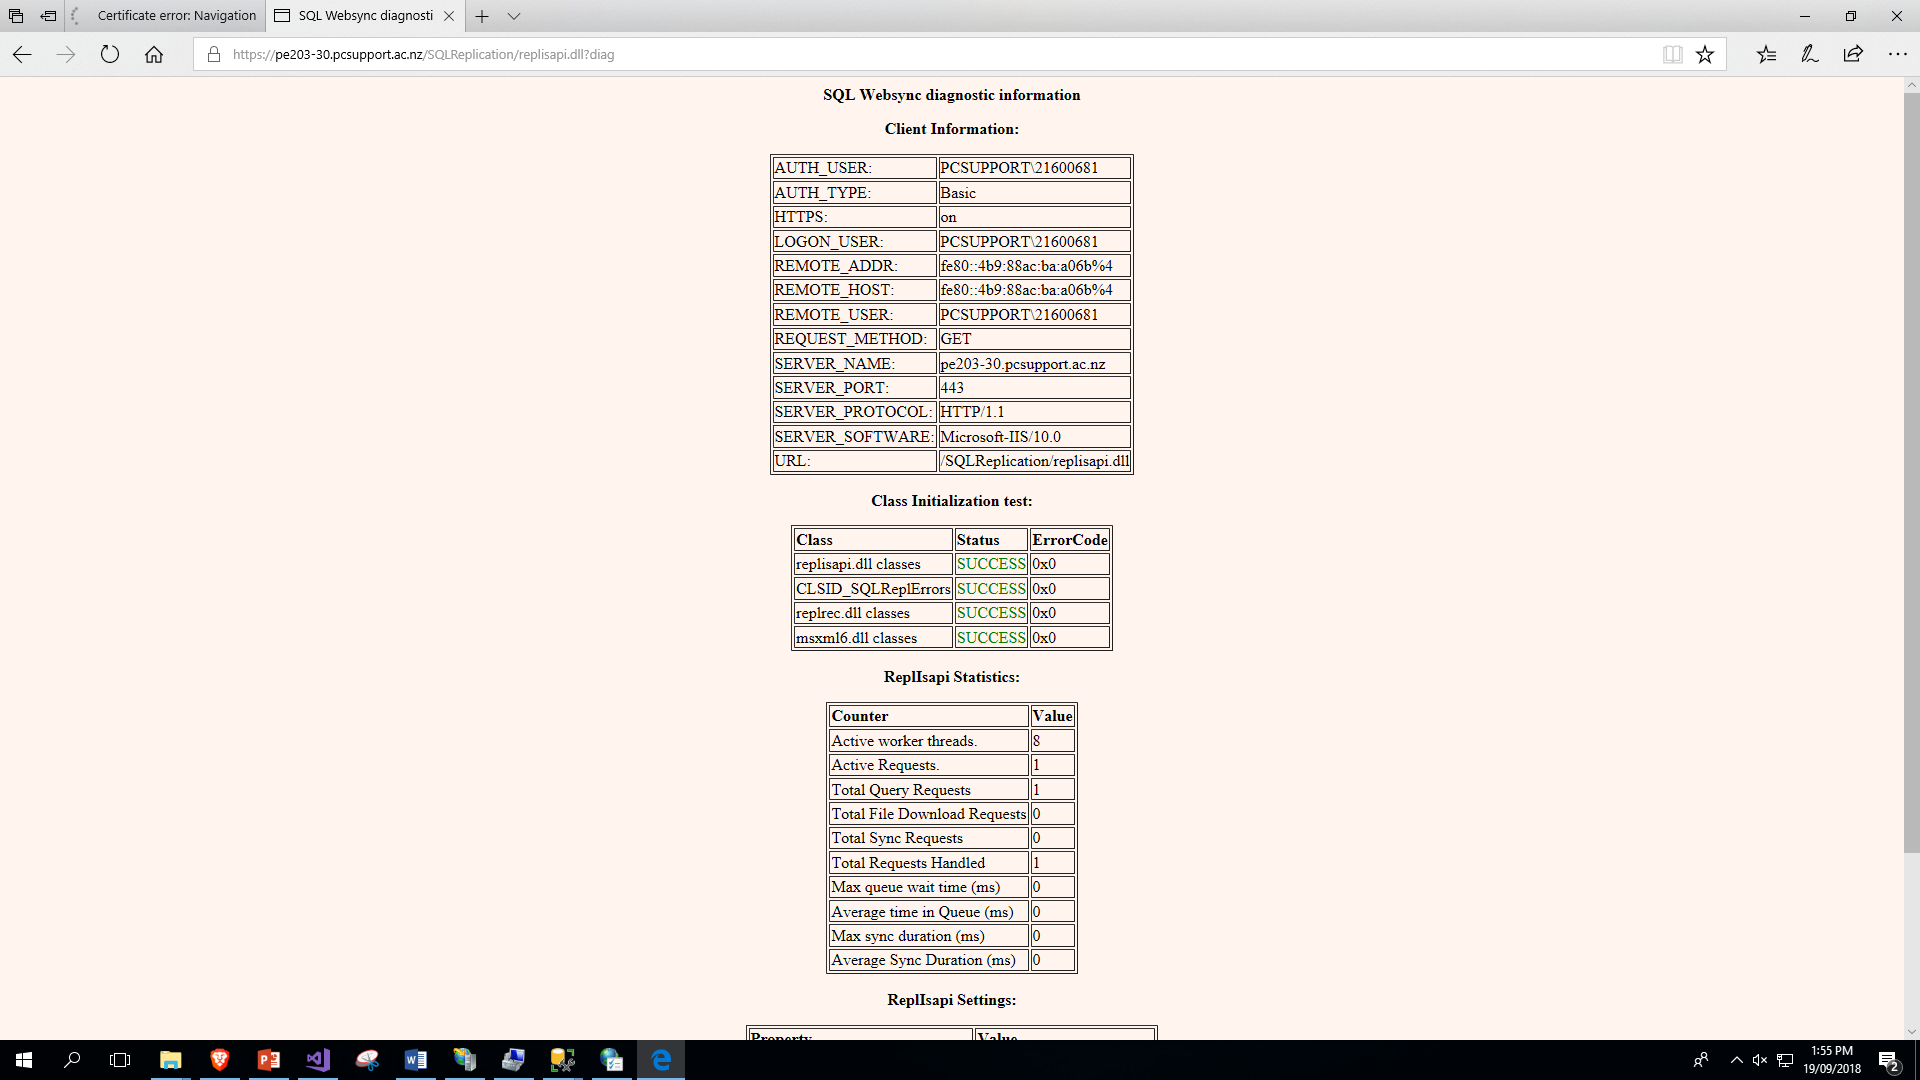 Certificate error: Navigation
SQL Websync diagnosti
https://pe203-30.pcsupport.ac.nz/SQLReplication/replisapi.dll?diag
SQL Websync diagnostic information
Client Information:
AUTH_USER: PCSUPPORT\21600681
AUTH_TYPE: Basic
HTTPS: on
LOGON_USER: PCSUPPORT\21600681
REMOTE_ADDR: fe80::4b9:88ac:ba:a06b%4
REMOTE_HOST: fe80::4b9:88ac:ba:a06b%4
REMOTE_USER: PCSUPPORT\21600681
REQUEST_METHOD: GET
SERVER_NAME: pe203-30.pcsupport.ac.nz
SERVER_PORT: 443
SERVER_PROTOCOL: HTTP/1.1
SERVER_SOFTWARE: Microsoft-IIS/10.0
URL: /SQLReplication/replisapi.dll
Class Initialization test:
Class Status ErrorCode
replisapi.dll classes SUCCESS 0x0
CLSID_SQLReplErrors SUCCESS 0x0
replrec.dll classes SUCCESS 0x0
msxml6.dll classes SUCCESS 0x0
ReplIsapi Statistics:
Counter Value
Active worker threads. 8
Active Requests. 1
Total Query Requests 1
Total File Download Requests 0
Total Sync Requests 0
Total Requests Handled 1
Max queue wait time (ms) 0
Average time in Queue (ms) 0
Max sync duration (ms) 0
Average Sync Duration (ms) 0
ReplIsapi Settings:
Property Value
1:55 PM
19/09/2018
2